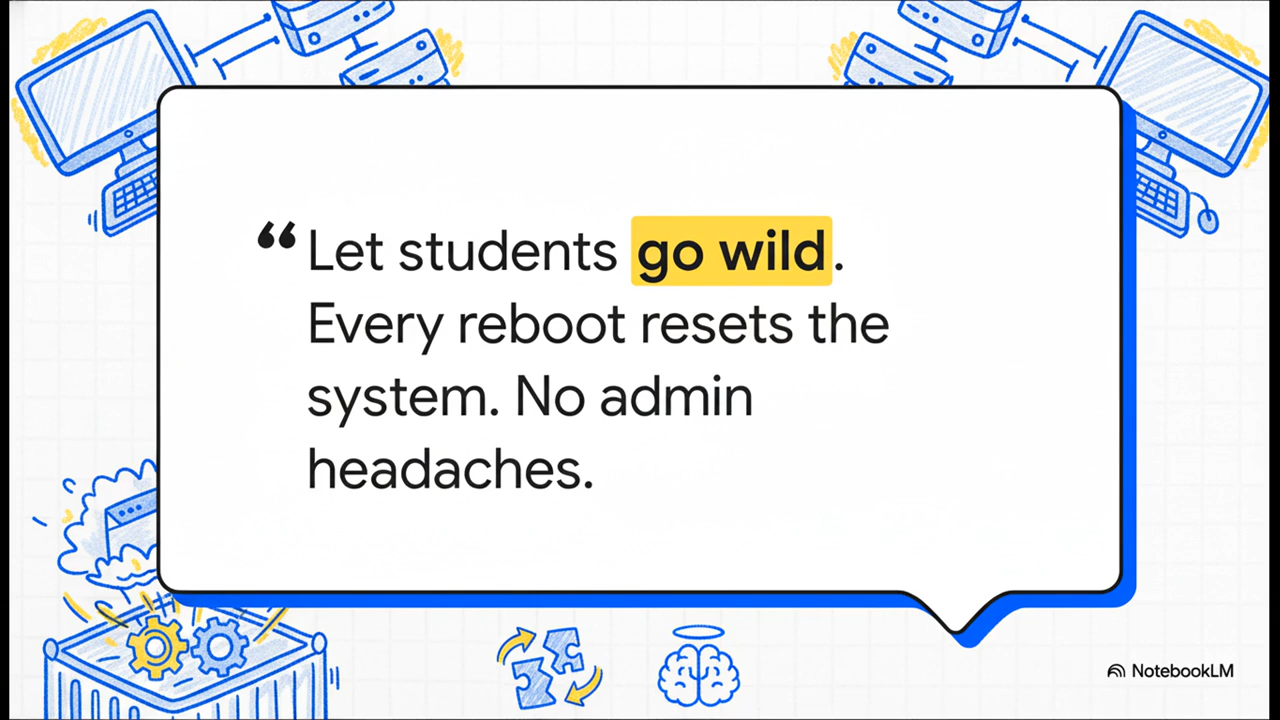 “Let students go wild.
Every reboot resets the
system. No admin
headaches.
NotebookLM